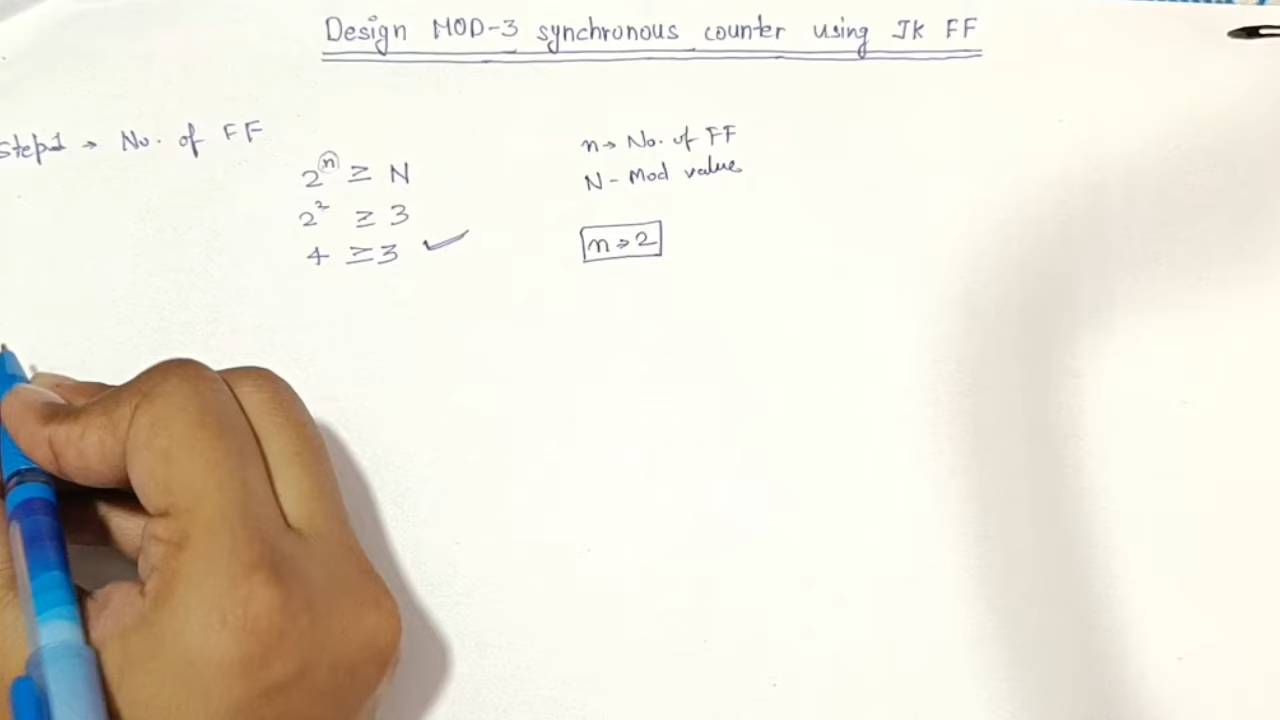 Design MOD-3 synchronous counter using JK FF
Step1 → No. of FF
2^n ≥ N
2^2 ≥ 3
4 ≥ 3 ✓
n → No. of FF
N - Mod value
n → 2